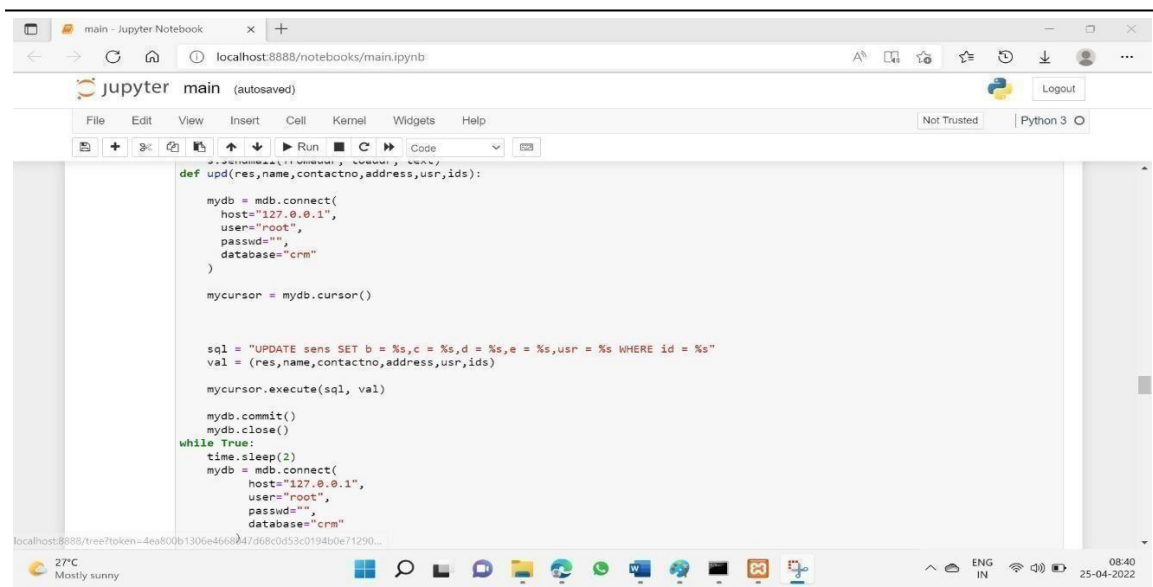 main - Jupyter Notebook
localhost:8888/notebooks/main.ipynb
jupyter main (autosaved)
Logout
File Edit View Insert Cell Kernel Widgets Help
Not Trusted Python 3
Run Code
s.sendmail(fromaddr, toaddr, text)
def upd(res,name,contactno,address,usr,ids):
mydb = mdb.connect(
host="127.0.0.1",
user="root",
passwd="",
database="crm"
)
mycursor = mydb.cursor()
sql = "UPDATE sens SET b = %s,c = %s,d = %s,e = %s,usr = %s WHERE id = %s"
val = (res,name,contactno,address,usr,ids)
mycursor.execute(sql, val)
mydb.commit()
mydb.close()
while True:
time.sleep(2)
mydb = mdb.connect(
host="127.0.0.1",
user="root",
passwd="",
database="crm"
)
27°C
Mostly sunny
ENG
IN
08:40
25-04-2022